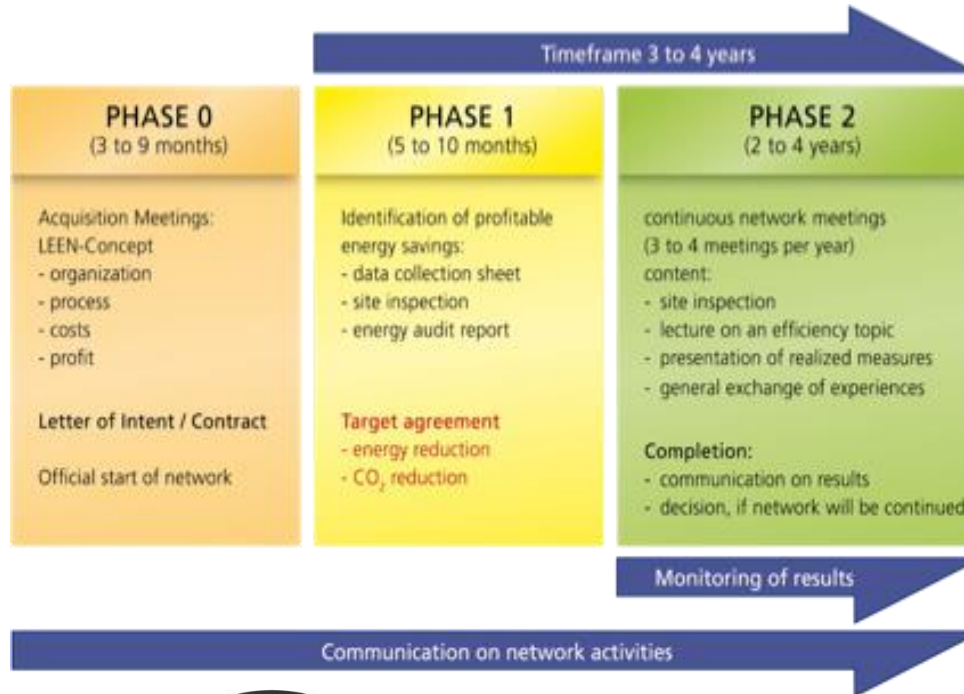 Timeframe 3 to 4 years
PHASE 0
(3 to 9 months)
Acquisition Meetings:
LEEN-Concept
- organization
- process
- costs
- profit
Letter of Intent / Contract
Official start of network
PHASE 1
(5 to 10 months)
Identification of profitable
energy savings:
- data collection sheet
- site inspection
- energy audit report
Target agreement
- energy reduction
- CO₂ reduction
PHASE 2
(2 to 4 years)
continuous network meetings
(3 to 4 meetings per year)
content:
- site inspection
- lecture on an efficiency topic
- presentation of realized measures
- general exchange of experiences
Completion:
- communication on results
- decision, if network will be continued
Monitoring of results
Communication on network activities